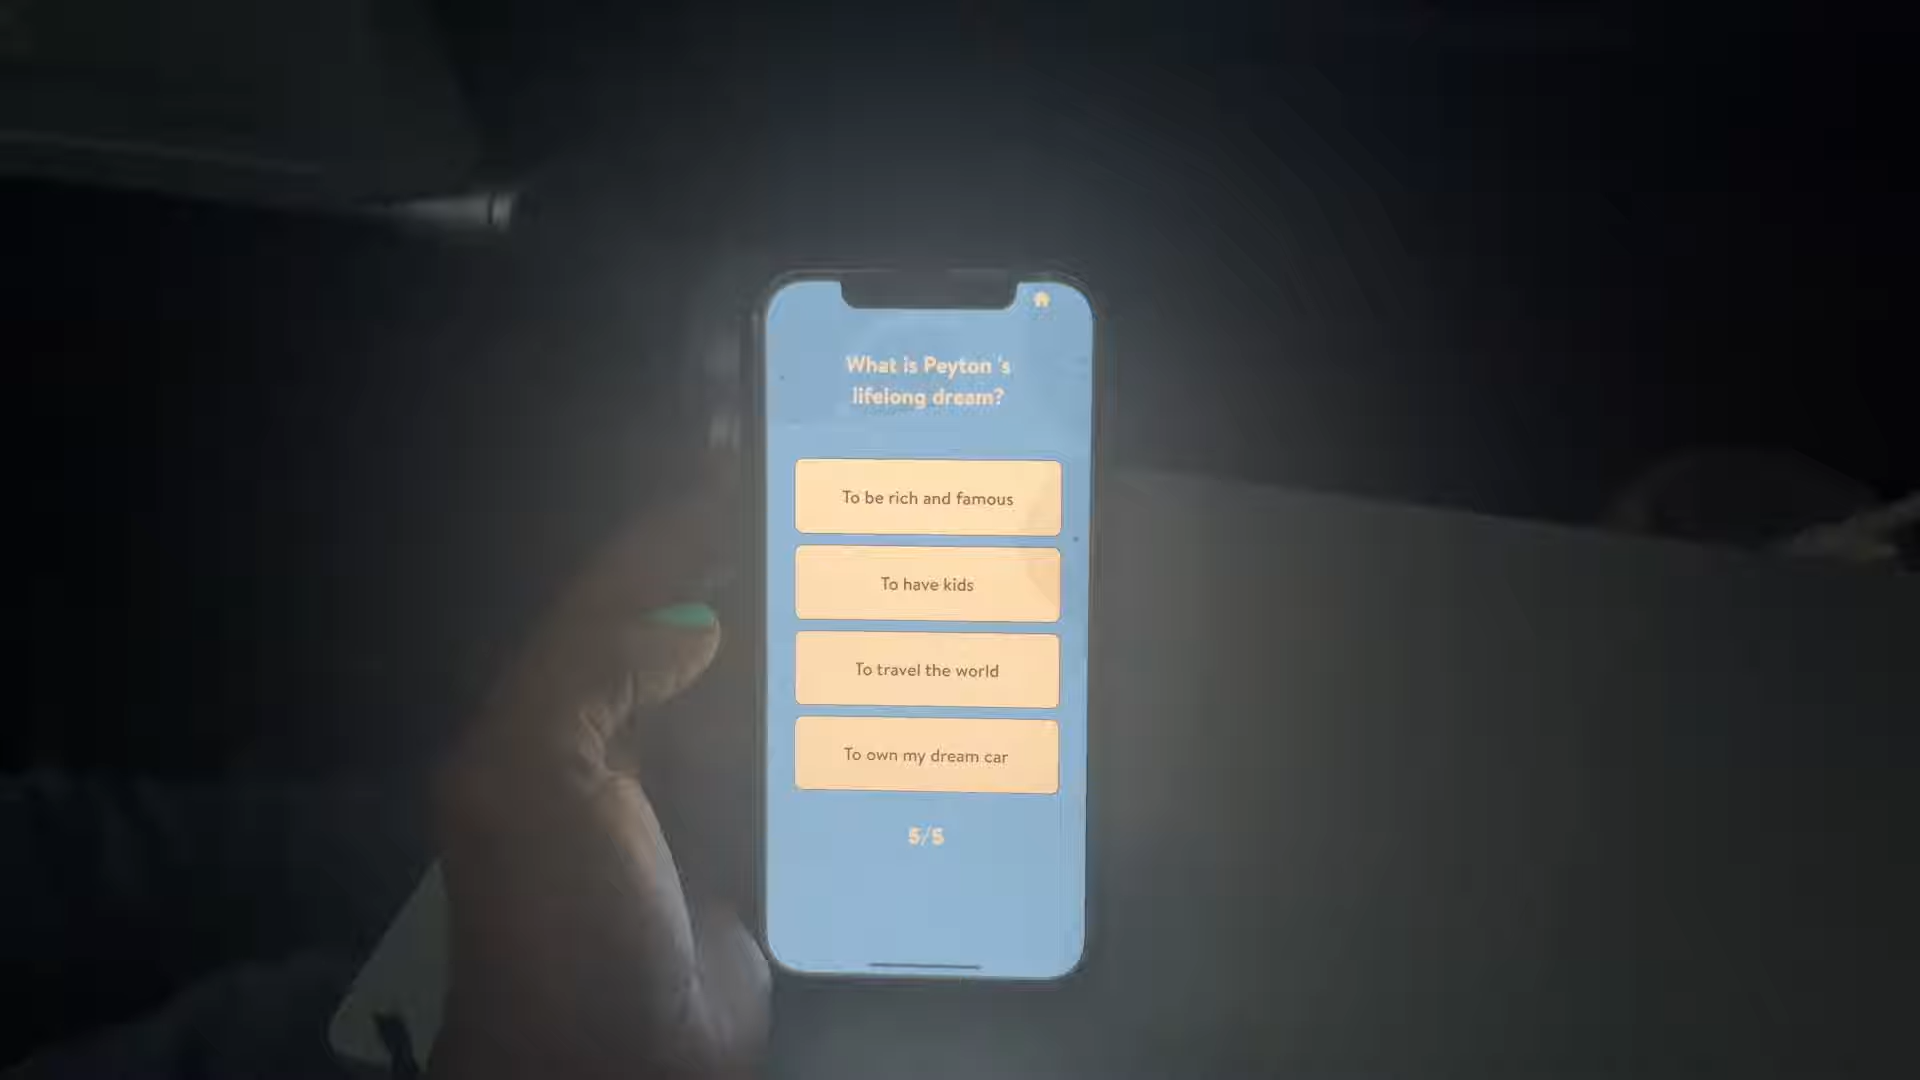 What is Peyton 's
lifelong dream?
To be rich and famous
To have kids
To travel the world
To own my dream car
5/5